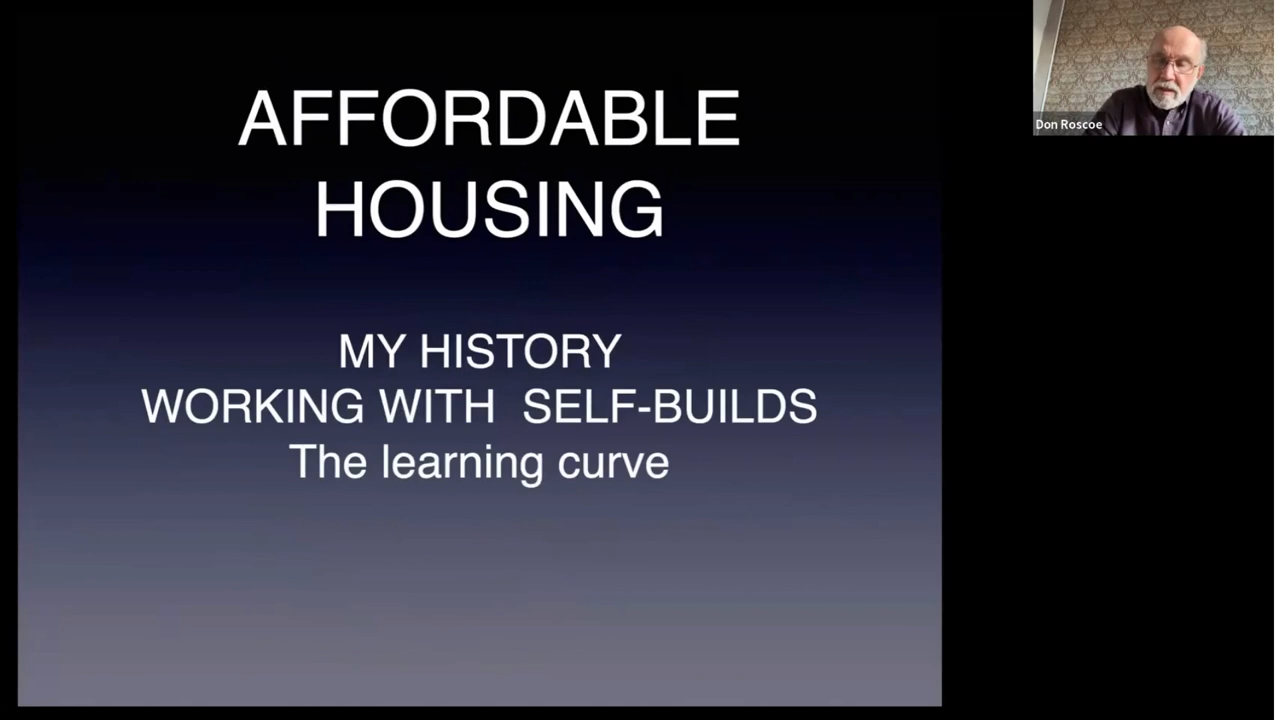 AFFORDABLE
HOUSING
MY HISTORY
WORKING WITH  SELF-BUILDS
The learning curve
Don Roscoe